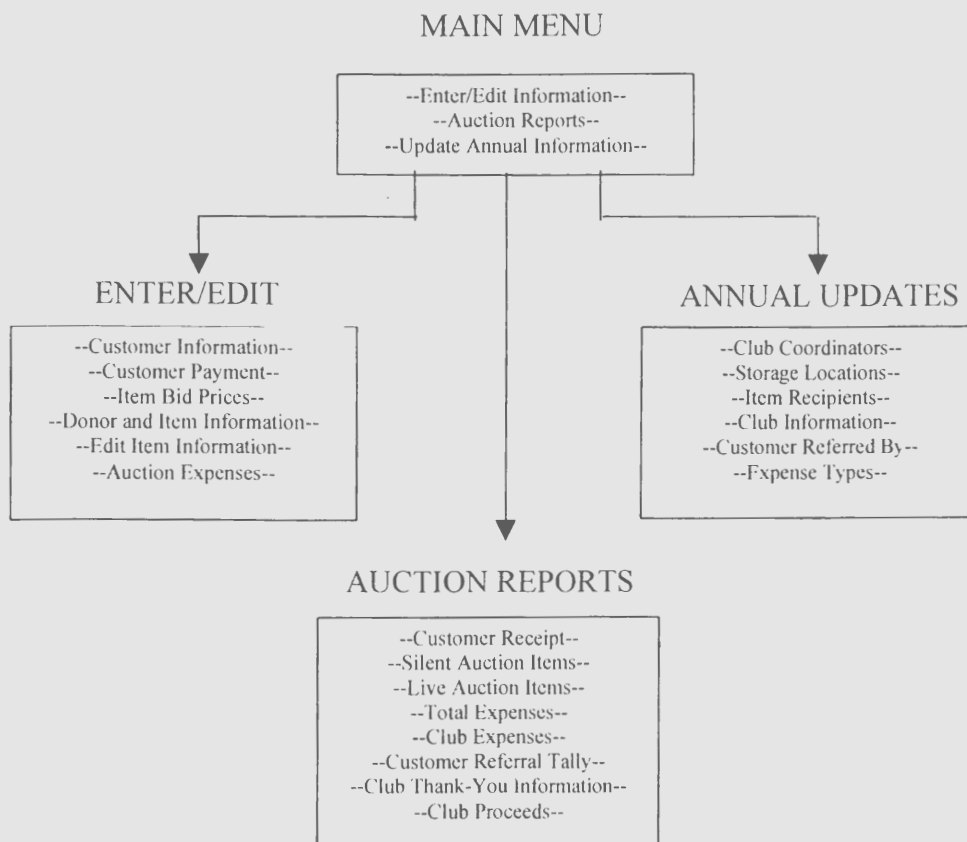 MAIN MENU
--Enter/Edit Information--
--Auction Reports--
--Update Annual Information--
ENTER/EDIT
--Customer Information--
--Customer Payment--
--Item Bid Prices--
--Donor and Item Information--
--Edit Item Information--
--Auction Expenses--
ANNUAL UPDATES
--Club Coordinators--
--Storage Locations--
--Item Recipients--
--Club Information--
--Customer Referred By--
--Expense Types--
AUCTION REPORTS
--Customer Receipt--
--Silent Auction Items--
--Live Auction Items--
--Total Expenses--
--Club Expenses--
--Customer Referral Tally--
--Club Thank-You Information--
--Club Proceeds--